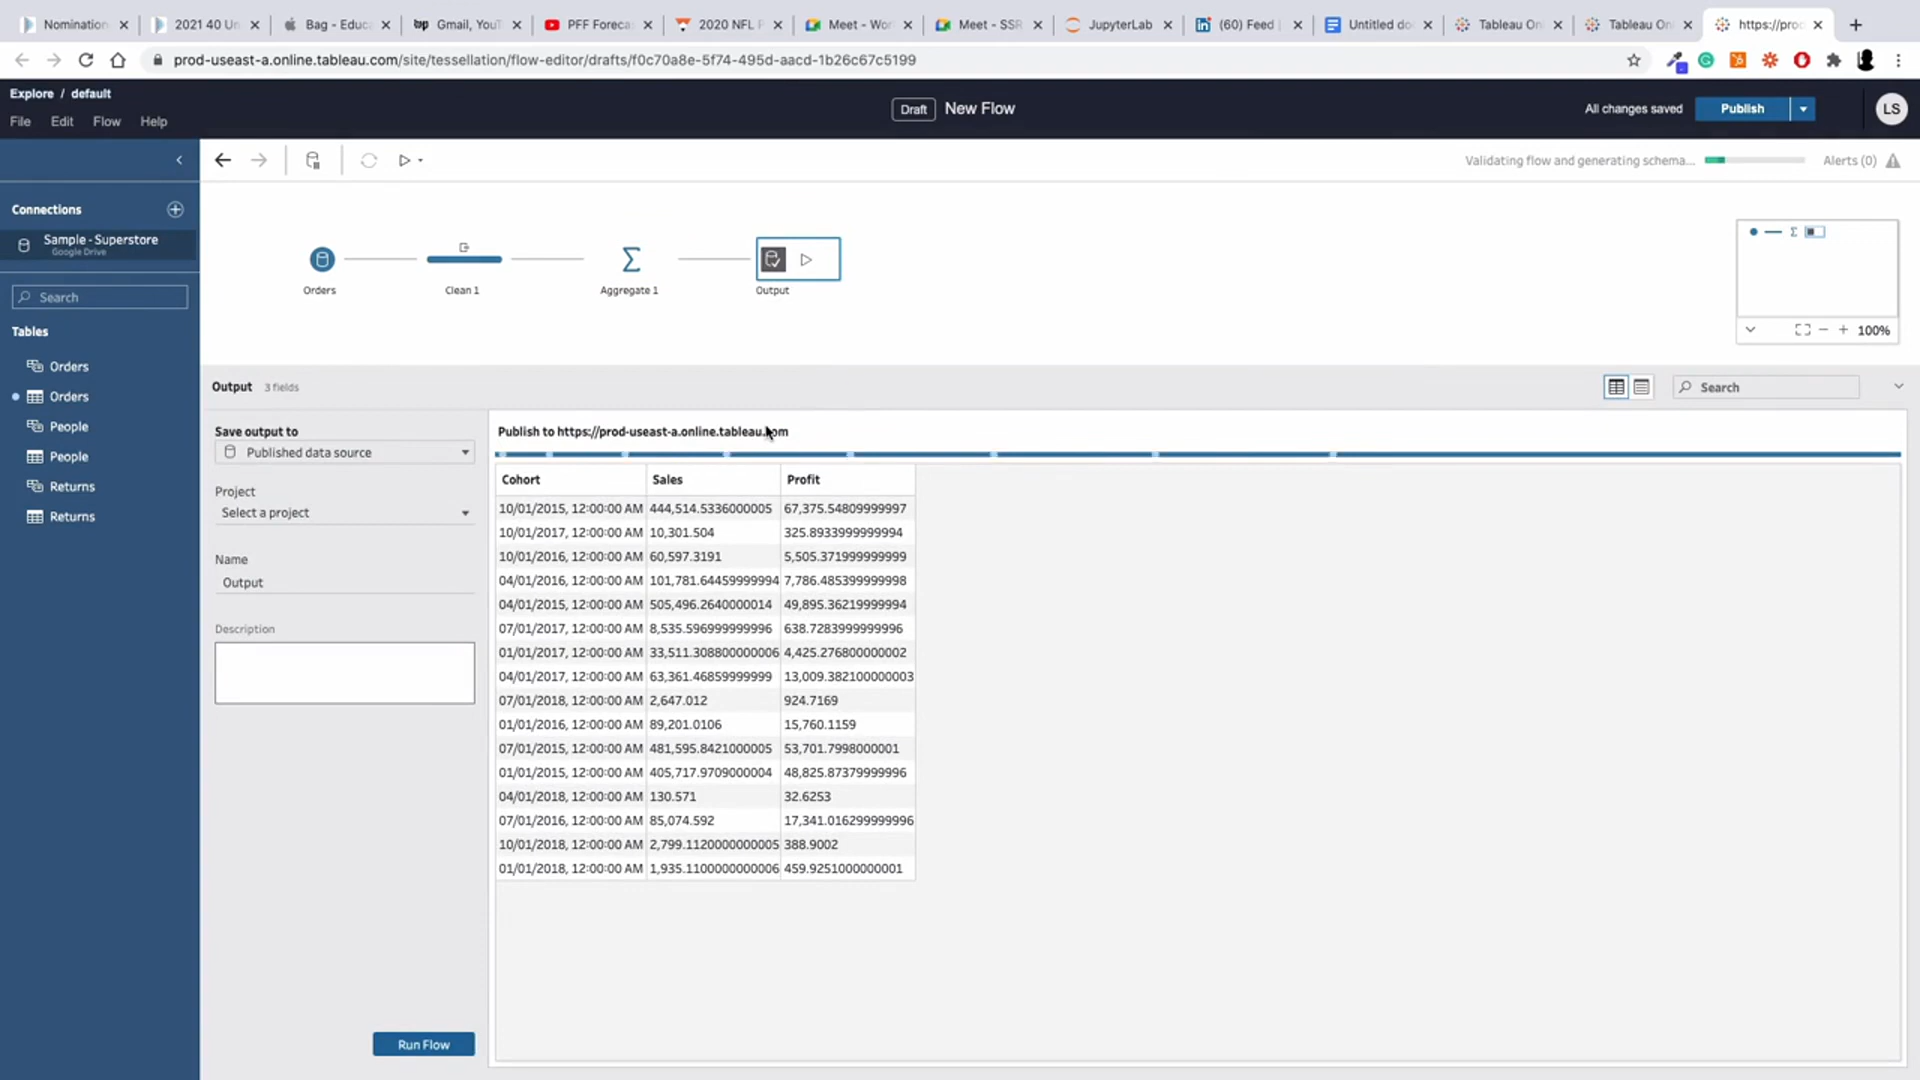 Nomination
2021 40 Un
Bag - Educa
Gmail, YouT
PFF Foreca
2020 NFL P
Meet - Wor
Meet - SSR
JupyterLab
(60) Feed
Untitled do
Tableau On
Tableau On
https://proc
prod-useast-a.online.tableau.com/site/tessellation/flow-editor/drafts/f0c70a8e-5f74-495d-aacd-1b26c67c5199
Explore / default
Draft New Flow
All changes saved
Publish
LS
File Edit Flow Help
Validating flow and generating schema...
Alerts (0)
Connections
Sample - Superstore
Google Drive
Search
Tables
Orders
Orders
People
People
Returns
Returns
Orders
Clean 1
Aggregate 1
Output
100%
Output 3 fields
Search
Save output to
Published data source
Project
Select a project
Name
Output
Description
Run Flow
Publish to https://prod-useast-a.online.tableau.com
Cohort Sales Profit
10/01/2015, 12:00:00 AM 444,514.5336000005 67,375.54809999997
10/01/2017, 12:00:00 AM 10,301.504 325.8933999999994
10/01/2016, 12:00:00 AM 60,597.3191 5,505.371999999999
04/01/2016, 12:00:00 AM 101,781.64459999994 7,786.485399999998
04/01/2015, 12:00:00 AM 505,496.2640000014 49,895.36219999994
07/01/2017, 12:00:00 AM 8,535.596999999996 638.7283999999996
01/01/2017, 12:00:00 AM 33,511.308800000006 4,425.276800000002
04/01/2017, 12:00:00 AM 63,361.46859999999 13,009.382100000003
07/01/2018, 12:00:00 AM 2,647.012 924.7169
01/01/2016, 12:00:00 AM 89,201.0106 15,760.1159
07/01/2015, 12:00:00 AM 481,595.8421000005 53,701.7998000001
01/01/2015, 12:00:00 AM 405,717.9709000004 48,825.87379999996
04/01/2018, 12:00:00 AM 130.571 32.6253
07/01/2016, 12:00:00 AM 85,074.592 17,341.016299999996
10/01/2018, 12:00:00 AM 2,799.1120000000005 388.9002
01/01/2018, 12:00:00 AM 1,935.1100000000006 459.9251000000001